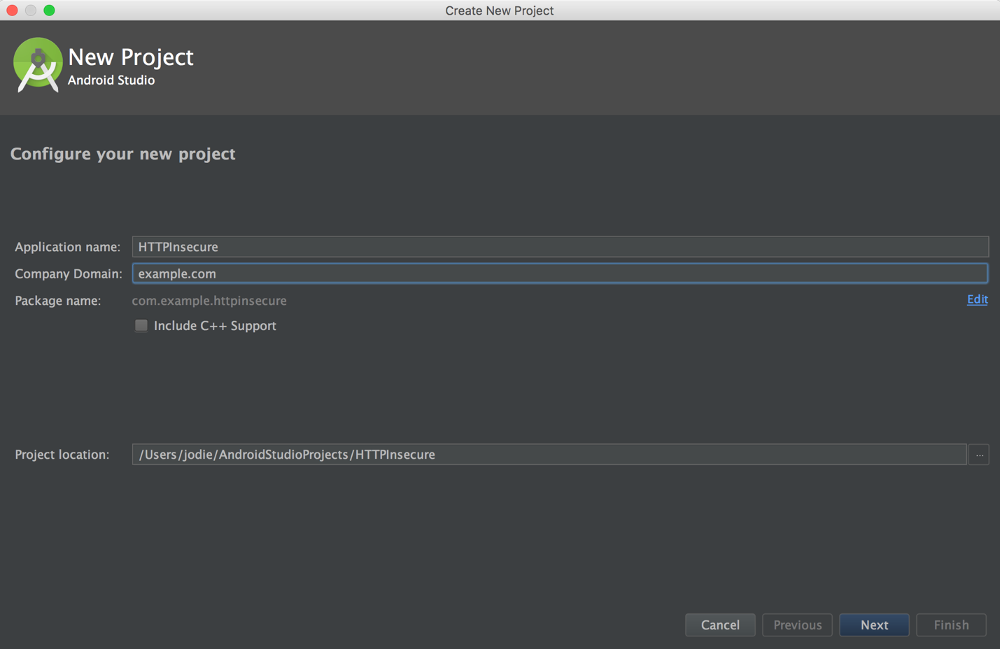 Create New Project
New Project
Android Studio
Configure your new project
Application name: HTTPInsecure
Company Domain: example.com
Package name: com.example.httpinsecure Edit
Include C++ Support
Project location: /Users/jodie/AndroidStudioProjects/HTTPInsecure ...
Cancel Previous Next Finish